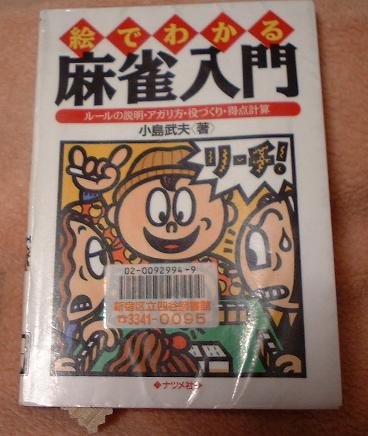 絵でわかる
麻雀入門
ルールの説明・アガリ方・役づくり・得点計算
小島武夫〈著〉
リーチ!
02-0092994-9
新宿区立四谷図書館
☎3341-0095
ナツメ社